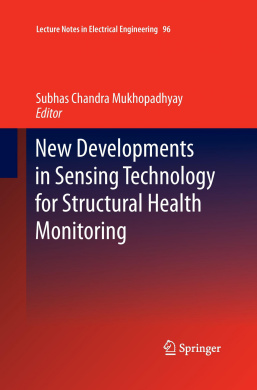 Lecture Notes in Electrical Engineering 96
Subhas Chandra Mukhopadhyay
Editor
New Developments
in Sensing Technology
for Structural Health
Monitoring
Springer